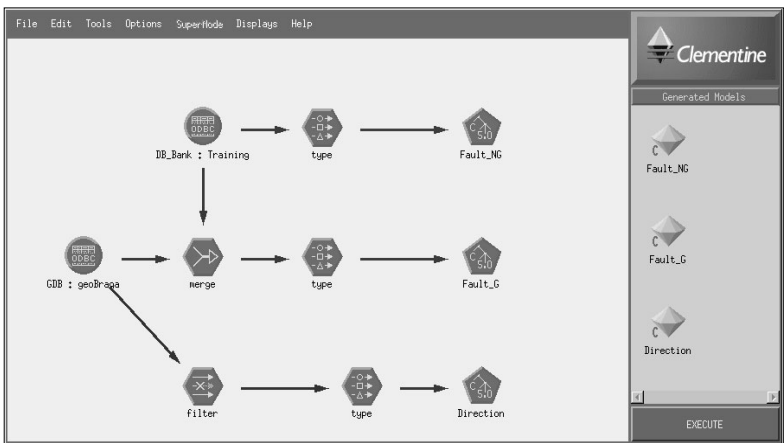 File Edit Tools Options SuperNode Displays Help
Clementine
Generated Models
ODBC
DB_Bank : Training
type
C 5.0
Fault_NG
C
Fault_NG
ODBC
GDB : geoBraga
merge
type
C 5.0
Fault_G
C
Fault_G
filter
type
C 5.0
Direction
C
Direction
EXECUTE